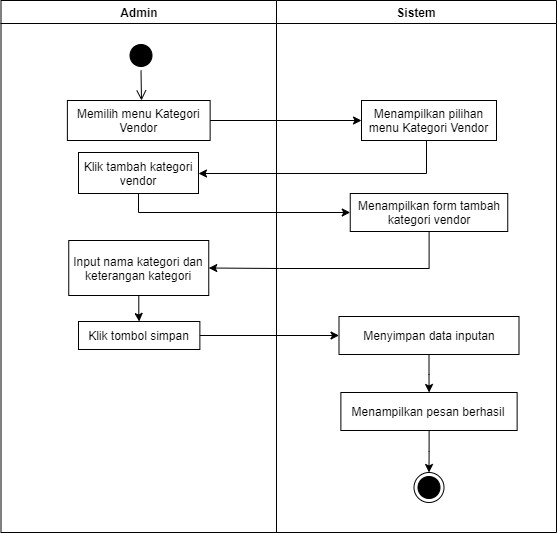 Admin
Sistem
Memilih menu Kategori
Vendor
Menampilkan pilihan
menu Kategori Vendor
Klik tambah kategori
vendor
Menampilkan form tambah
kategori vendor
Input nama kategori dan
keterangan kategori
Klik tombol simpan
Menyimpan data inputan
Menampilkan pesan berhasil